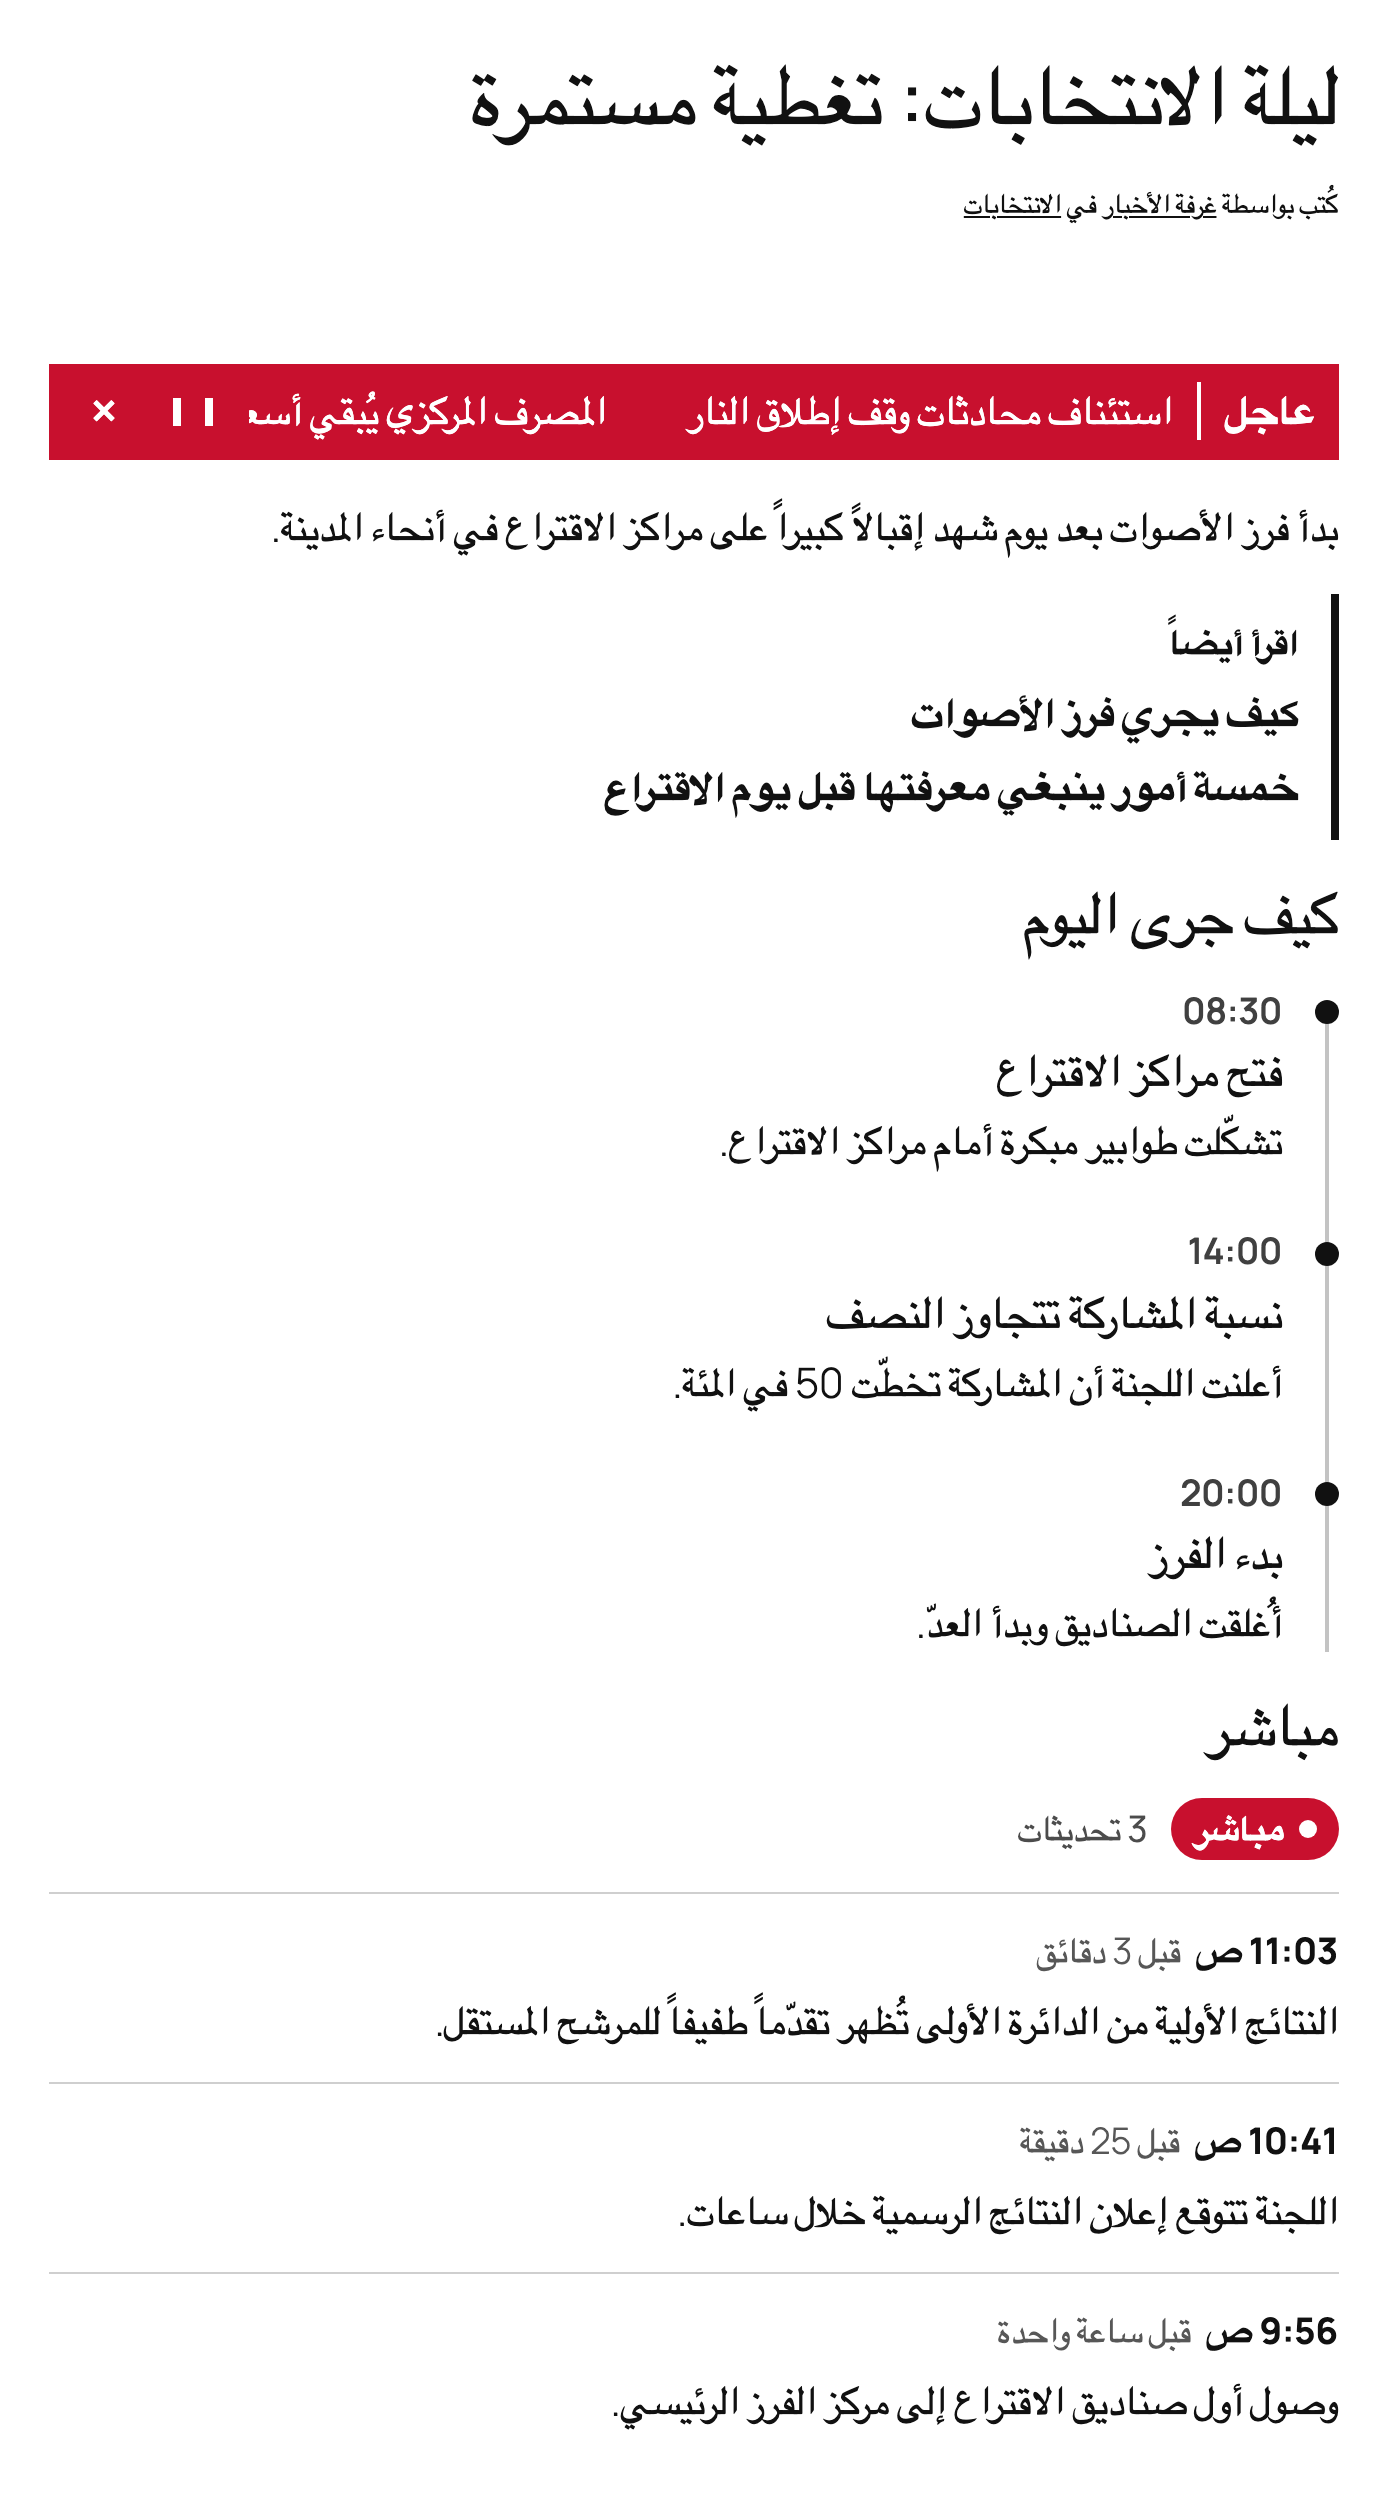 ليلة الانتخابات: تغطية مستمرة
كُتب بواسطة غرفة الأخبار في الانتخابات
عاجل استئناف محادثات وقف إطلاق النار المصرف المركزي يُبقي
بدأ فرز الأصوات بعد يوم شهد إقبالاً كبيراً على مراكز الاقتراع في أنحاء المدينة.
اقرأ أيضاً
كيف يجري فرز الأصوات
خمسة أمور ينبغي معرفتها قبل يوم الاقتراع
كيف جرى اليوم
08:30
فتح مراكز الاقتراع
تشكّلت طوابير مبكرة أمام مراكز الاقتراع.
14:00
نسبة المشاركة تتجاوز النصف
أعلنت اللجنة أن المشاركة تخطّت 50 في المئة.
20:00
بدء الفرز
أُغلقت الصناديق وبدأ العدّ.
مباشر
مباشر 3 تحديثات
11:03 ص قبل 3 دقائق
النتائج الأولية من الدائرة الأولى تُظهر تقدّماً طفيفاً للمرشح المستقل.
10:41 ص قبل 25 دقيقة
اللجنة تتوقع إعلان النتائج الرسمية خلال ساعات.
9:56 ص قبل ساعة واحدة
وصول أول صناديق الاقتراع إلى مركز الفرز الرئيسي.